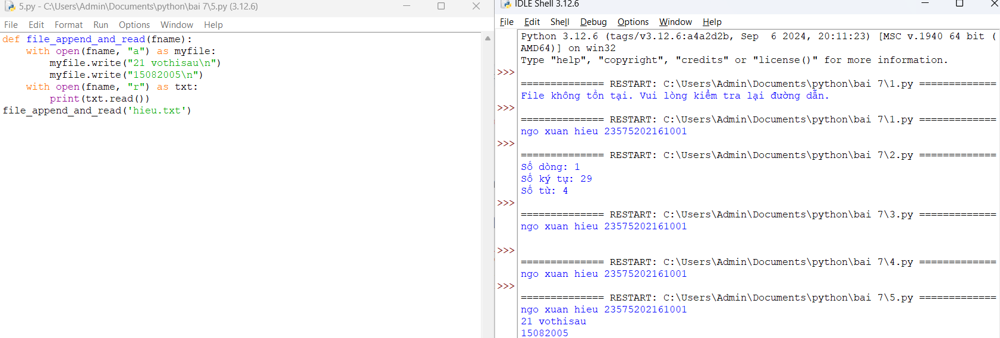 5.py - C:\Users\Admin\Documents\python\bai 7\5.py (3.12.6)
File Edit Format Run Options Window Help
def file_append_and_read(fname):
    with open(fname, "a") as myfile:
        myfile.write("21 vothisau\n")
        myfile.write("15082005\n")
    with open(fname, "r") as txt:
        print(txt.read())
file_append_and_read('hieu.txt')
IDLE Shell 3.12.6
File Edit Shell Debug Options Window Help
Python 3.12.6 (tags/v3.12.6:a4a2d2b, Sep  6 2024, 20:11:23) [MSC v.1940 64 bit (
AMD64)] on win32
Type "help", "copyright", "credits" or "license()" for more information.
>>>
============== RESTART: C:\Users\Admin\Documents\python\bai 7\1.py =============
File không tồn tại. Vui lòng kiểm tra lại đường dẫn.
>>>
============== RESTART: C:\Users\Admin\Documents\python\bai 7\1.py =============
ngo xuan hieu 23575202161001
>>>
============== RESTART: C:\Users\Admin\Documents\python\bai 7\2.py =============
Số dòng: 1
Số ký tự: 29
Số từ: 4
>>>
============== RESTART: C:\Users\Admin\Documents\python\bai 7\3.py =============
ngo xuan hieu 23575202161001
>>>
============== RESTART: C:\Users\Admin\Documents\python\bai 7\4.py =============
ngo xuan hieu 23575202161001
>>>
============== RESTART: C:\Users\Admin\Documents\python\bai 7\5.py =============
ngo xuan hieu 23575202161001
21 vothisau
15082005